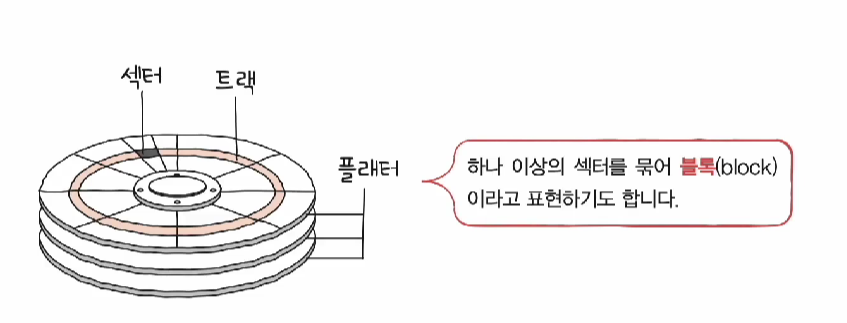 섹터
트랙
플래터
하나 이상의 섹터를 묶어 블록(block)
이라고 표현하기도 합니다.